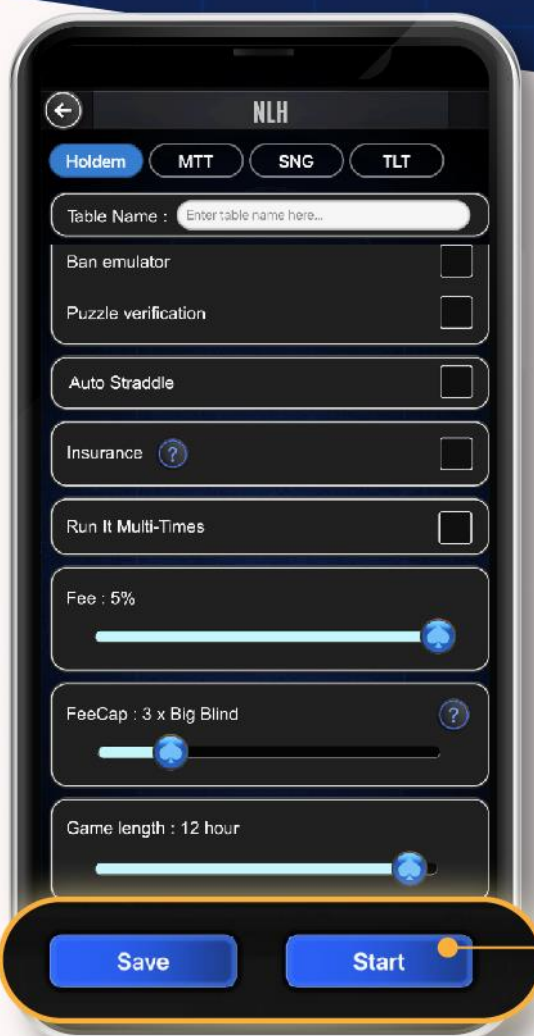 NLH
Holdem MTT SNG TLT
Table Name : Enter table name here...
Ban emulator
Puzzle verification
Auto Straddle
Insurance ?
Run It Multi-Times
Fee : 5%
FeeCap : 3 x Big Blind ?
Game length : 12 hour
Save Start